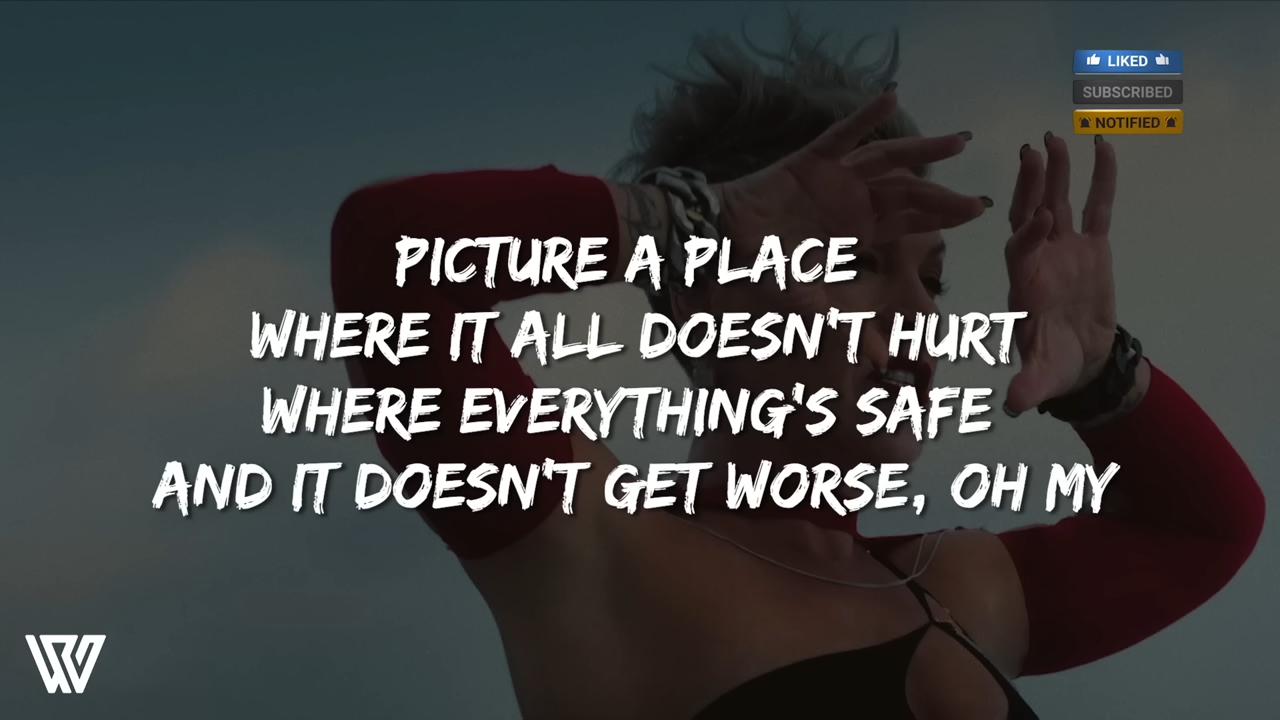 LIKED
SUBSCRIBED
NOTIFIED
PICTURE A PLACE
WHERE IT ALL DOESN'T HURT
WHERE EVERYTHING'S SAFE
AND IT DOESN'T GET WORSE, OH MY